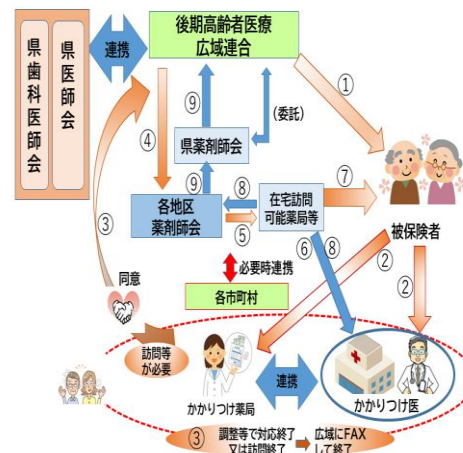 後期高齢者医療
広域連合
県歯科医師会
県医師会
連携
①
⑨
④
(委託)
県薬剤師会
⑨
⑧
各地区
薬剤師会
⑤
在宅訪問
可能薬局等
⑦
③
⑥
⑧
被保険者
②
②
必要時連携
各市町村
同意
訪問等
が必要
かかりつけ薬局
連携
かかりつけ医
③
調整等で対応終了
又は訪問終了
広域にFAX
して終了